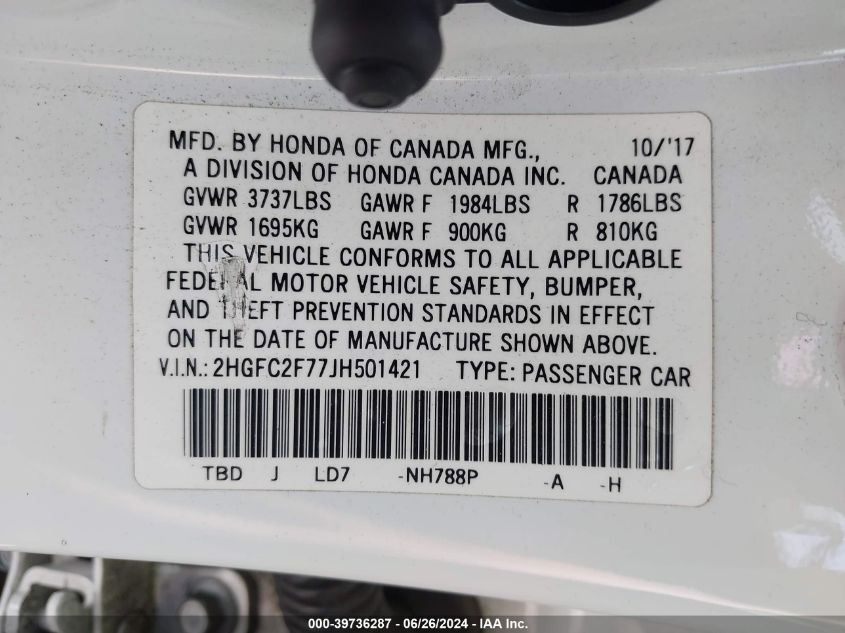 MFD. BY HONDA OF CANADA MFG., 10/'17
A DIVISION OF HONDA CANADA INC. CANADA
GVWR 3737LBS GAWR F 1984LBS R 1786LBS
GVWR 1695KG GAWR F 900KG R 810KG
THIS VEHICLE CONFORMS TO ALL APPLICABLE
FEDERAL MOTOR VEHICLE SAFETY, BUMPER,
AND THEFT PREVENTION STANDARDS IN EFFECT
ON THE DATE OF MANUFACTURE SHOWN ABOVE.
V.I.N.: 2HGFC2F77JH501421 TYPE: PASSENGER CAR
TBD J LD7 -NH788P -A -H
000-39736287 - 06/26/2024 - IAA Inc.